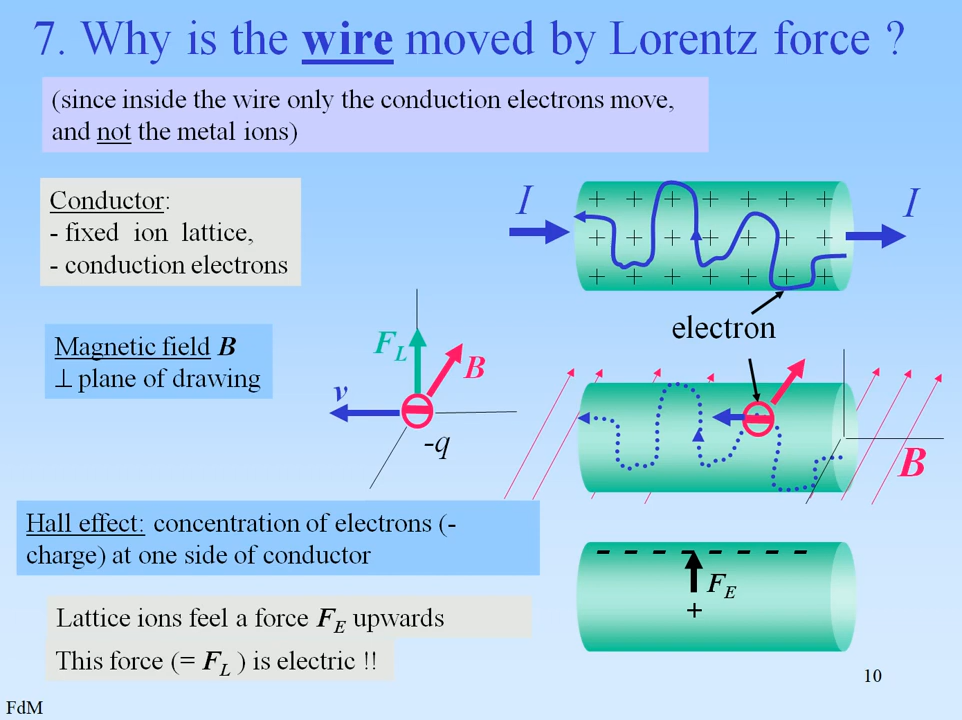 7. Why is the wire moved by Lorentz force ?
(since inside the wire only the conduction electrons move,
and not the metal ions)
Conductor:
- fixed ion lattice,
- conduction electrons
I
I
+ + + + + + +
+ + + + + + +
+ + + + + + +
electron
Magnetic field B
⊥ plane of drawing
F_L
B
v
-q
B
Hall effect: concentration of electrons (-
charge) at one side of conductor
- - - - - - - -
F_E
+
Lattice ions feel a force F_E upwards
This force (= F_L ) is electric !!
10
FdM